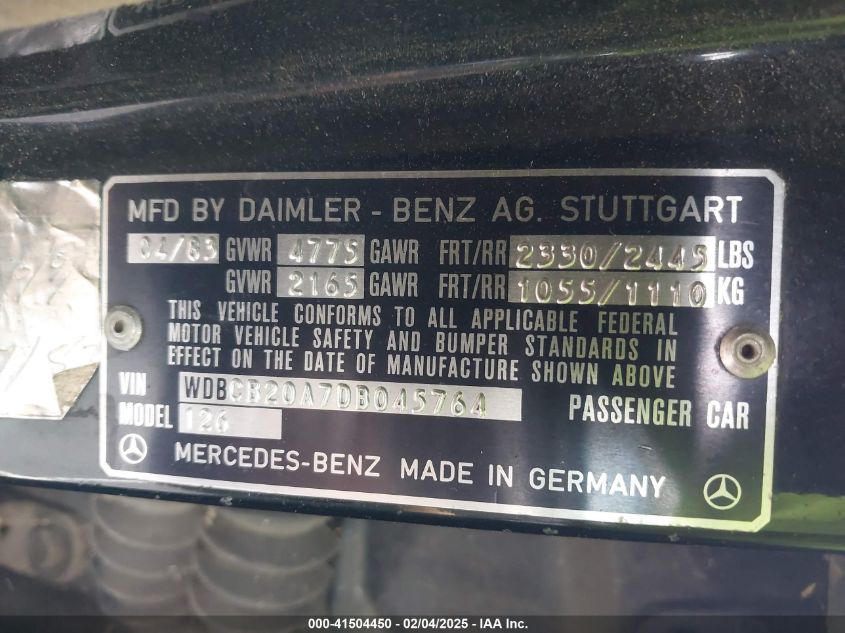 MFD BY DAIMLER - BENZ AG. STUTTGART
04/83 GVWR 4775 GAWR FRT/RR 2330/2445 LBS
GVWR 2165 GAWR FRT/RR 1055/1110 KG
THIS VEHICLE CONFORMS TO ALL APPLICABLE FEDERAL
MOTOR VEHICLE SAFETY AND BUMPER STANDARDS IN
EFFECT ON THE DATE OF MANUFACTURE SHOWN ABOVE
VIN WDBCB20A7DB045764
MODEL 126 PASSENGER CAR
MERCEDES-BENZ MADE IN GERMANY
000-41504450 - 02/04/2025 - IAA Inc.